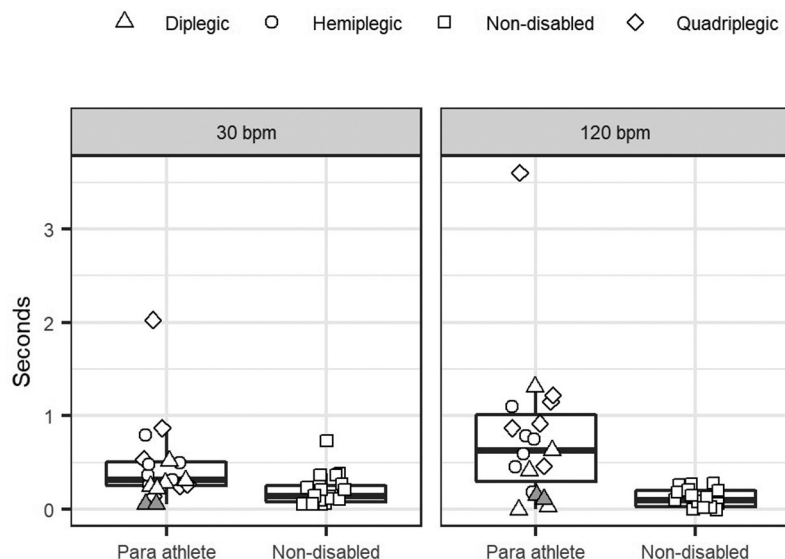 Diplegic Hemiplegic Non-disabled Quadriplegic
30 bpm 120 bpm
3
2
1
0
Seconds
Para athlete Non-disabled Para athlete Non-disabled